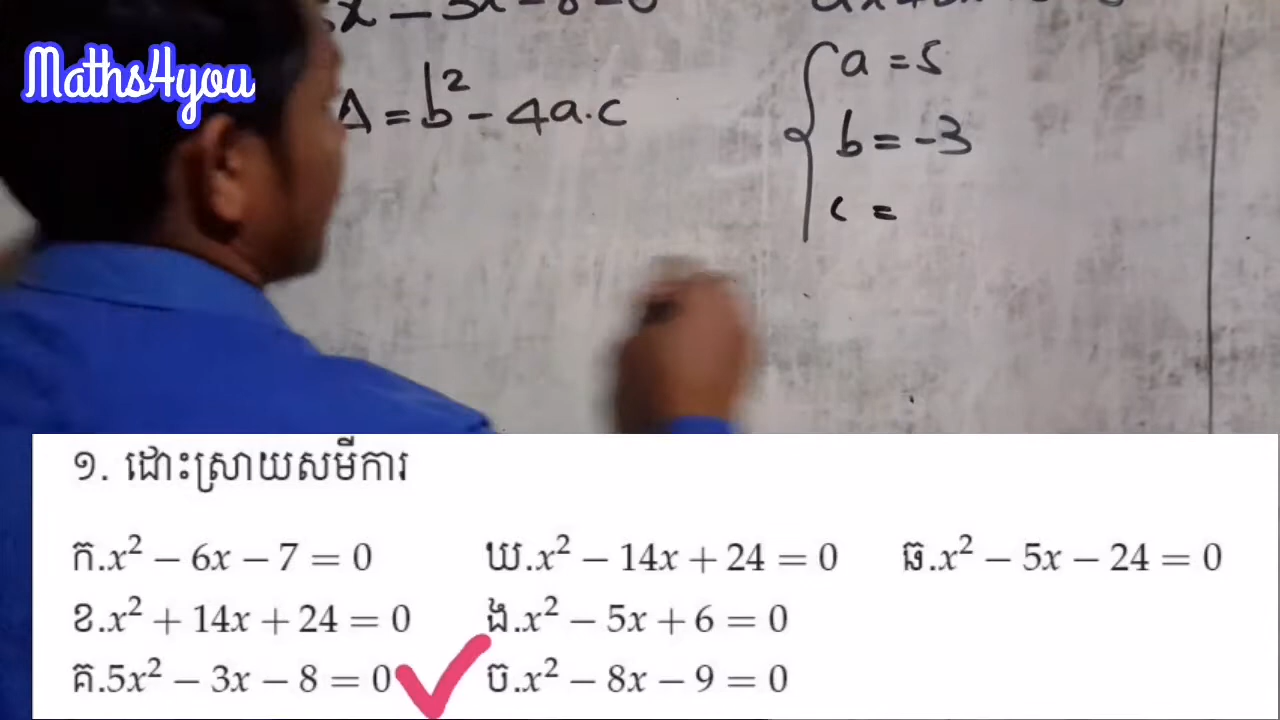 Maths4you
Δ = b² - 4a.c
a = 5
b = -3
c =
១. ដោះស្រាយសមីការ
ក.x² − 6x − 7 = 0
ឃ.x² − 14x + 24 = 0
ឆ.x² − 5x − 24 = 0
ខ.x² + 14x + 24 = 0
ង.x² − 5x + 6 = 0
គ.5x² − 3x − 8 = 0
ច.x² − 8x − 9 = 0